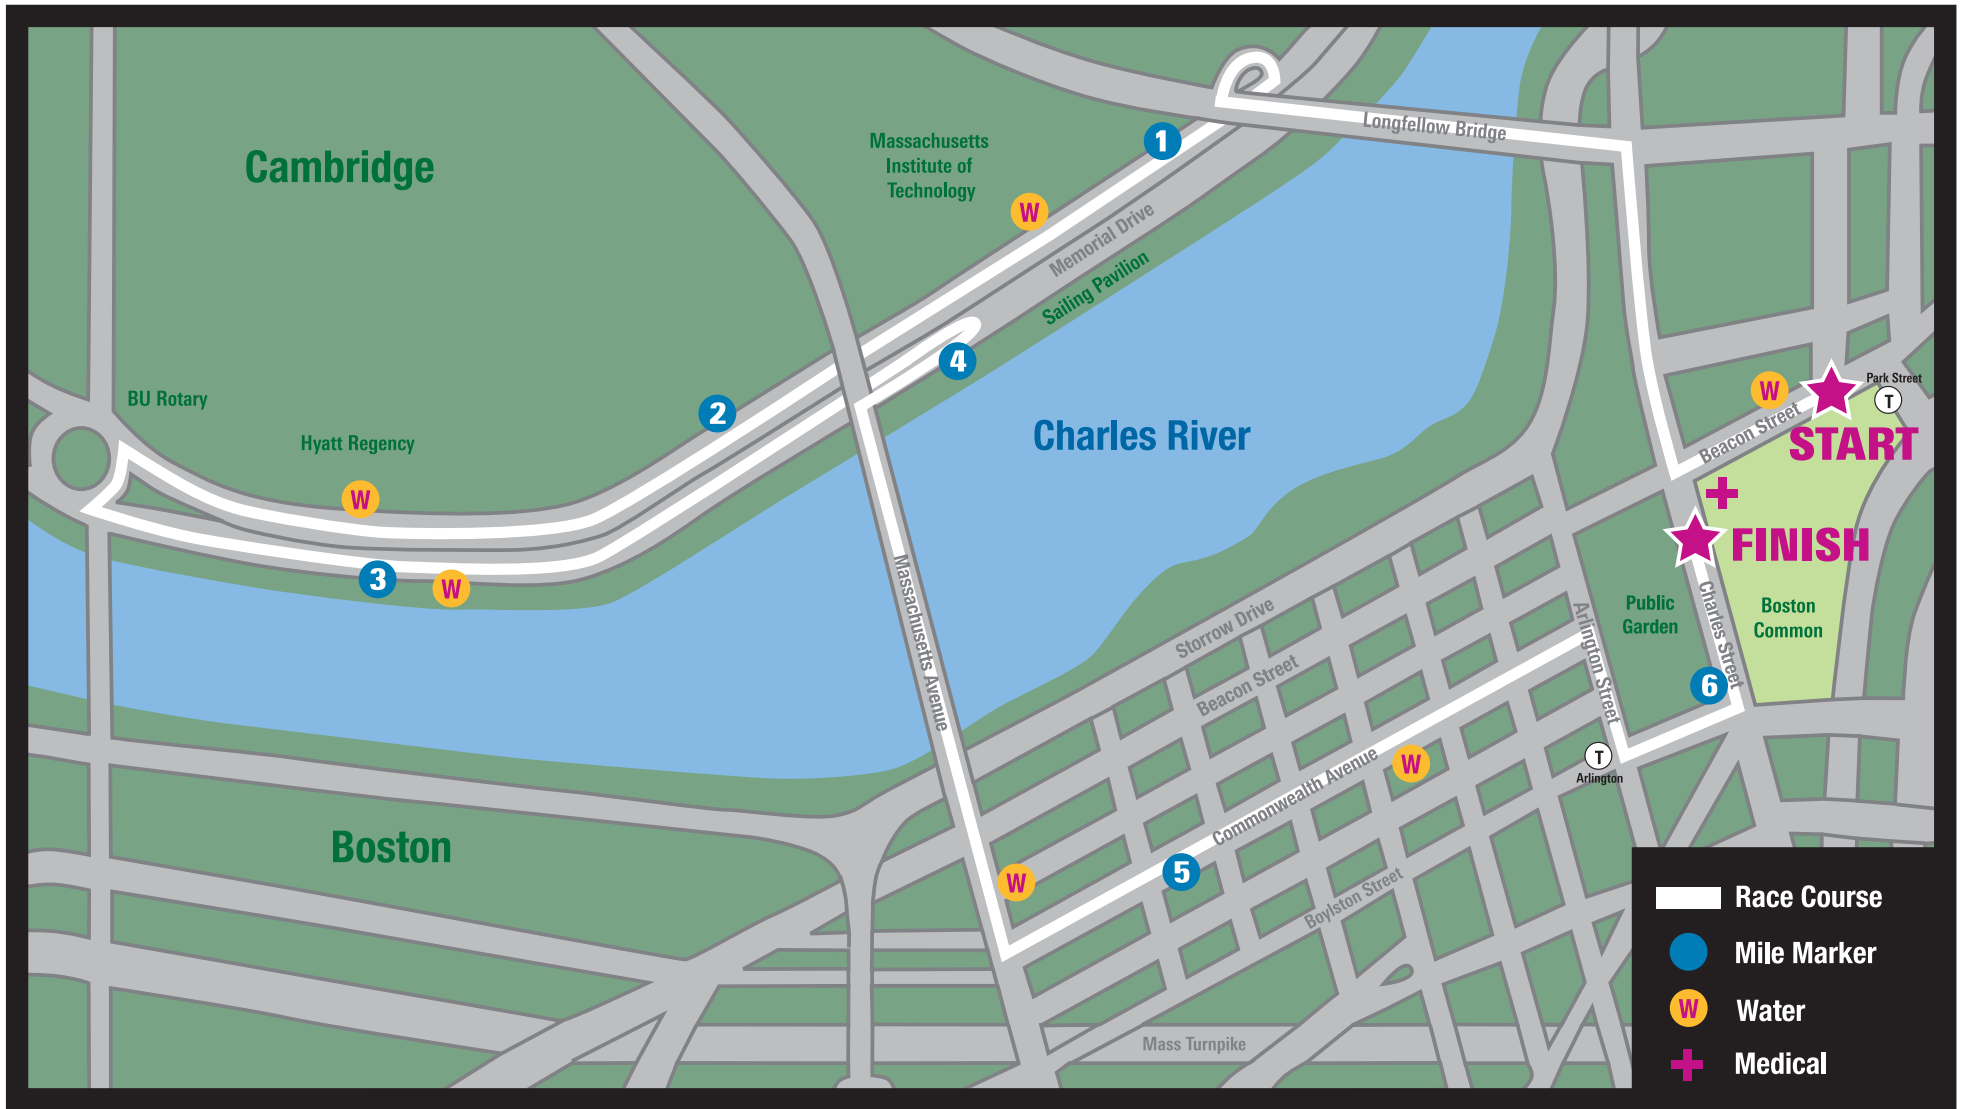 Cambridge
Massachusetts
Institute of
Technology
1
W
Longfellow Bridge
Memorial Drive
Sailing Pavilion
BU Rotary
Hyatt Regency
2
4
W
3
W
Charles River
Massachusetts Avenue
W
Beacon Street
Park Street
T
START
FINISH
Public
Garden
Boston
Common
Charles Street
Arlington Street
6
T
Arlington
Storrow Drive
Beacon Street
Commonwealth Avenue
W
W
5
Boylston Street
Mass Turnpike
Boston
Race Course
Mile Marker
W
Water
Medical